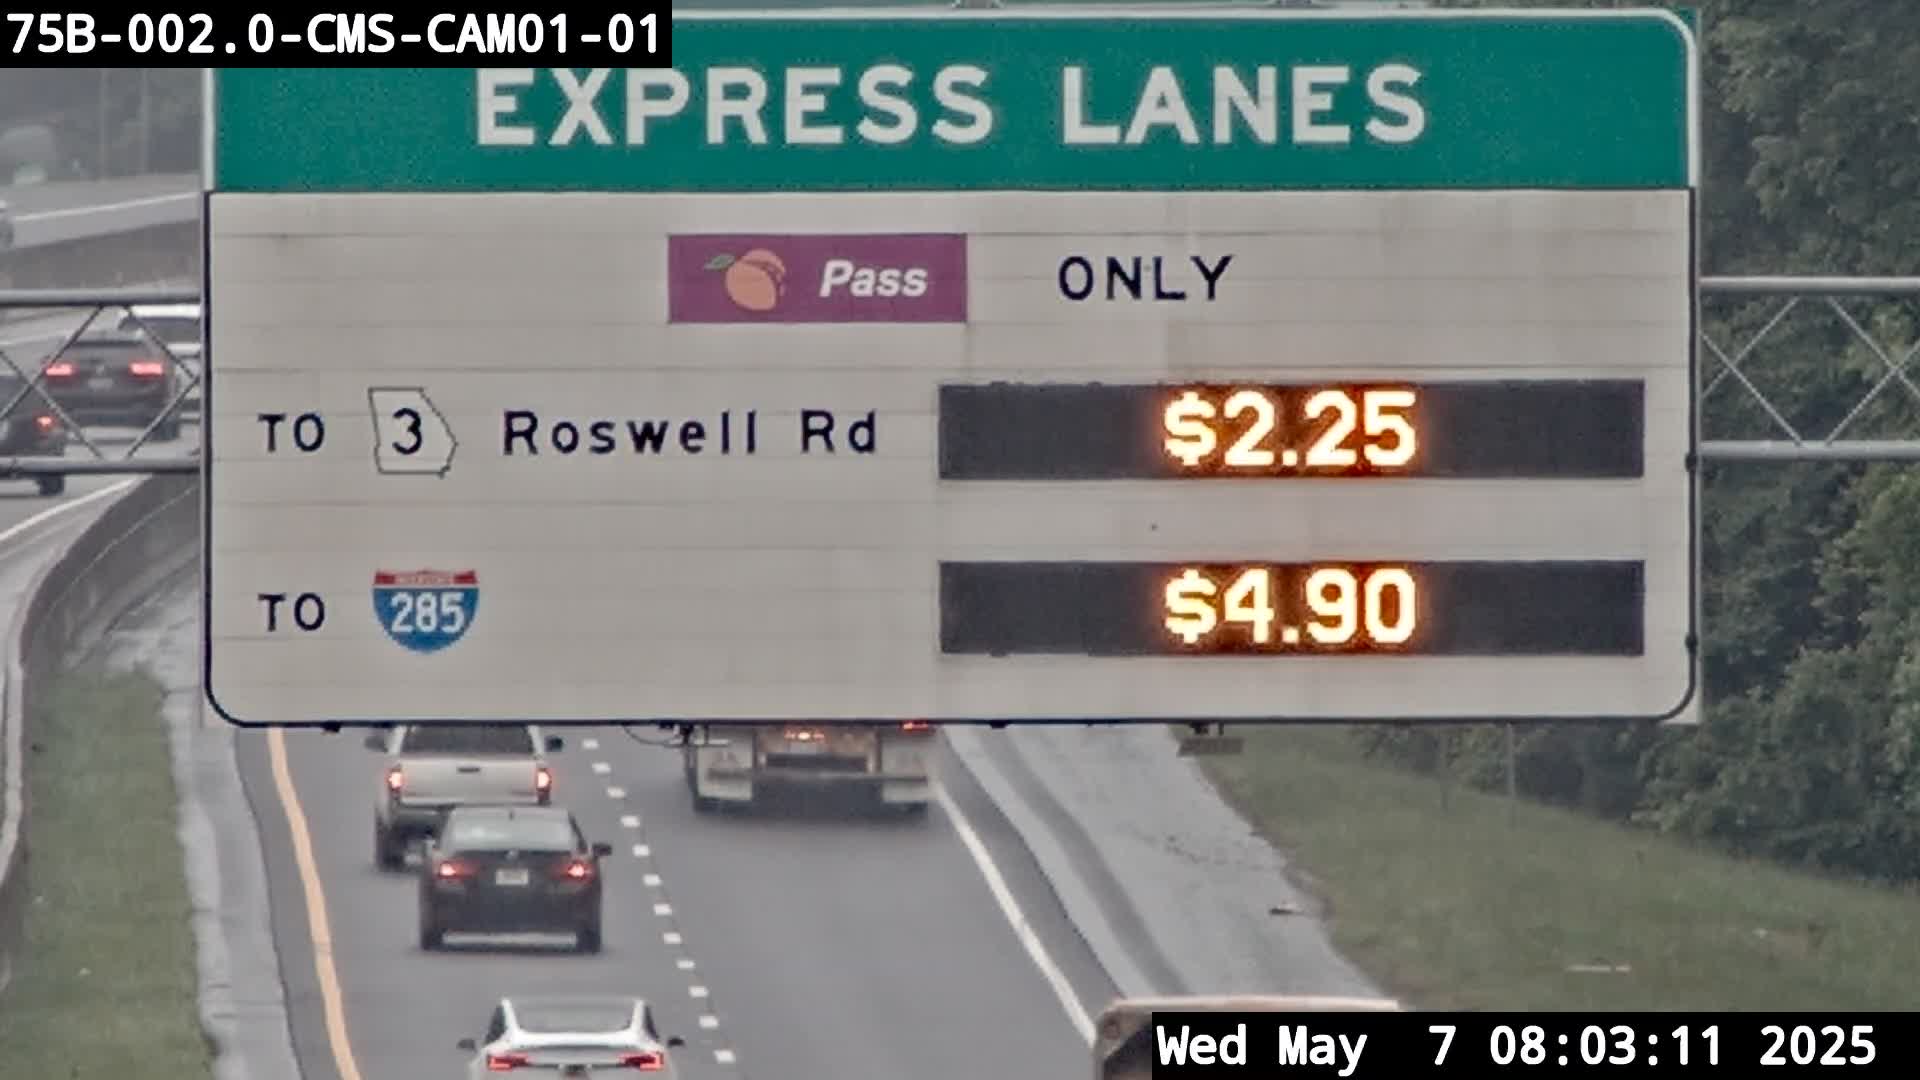 75B-002.0-CMS-CAM01-01
EXPRESS LANES
Pass ONLY
TO 3 Roswell Rd $2.25
TO 285 $4.90
Wed May 7 08:03:11 2025